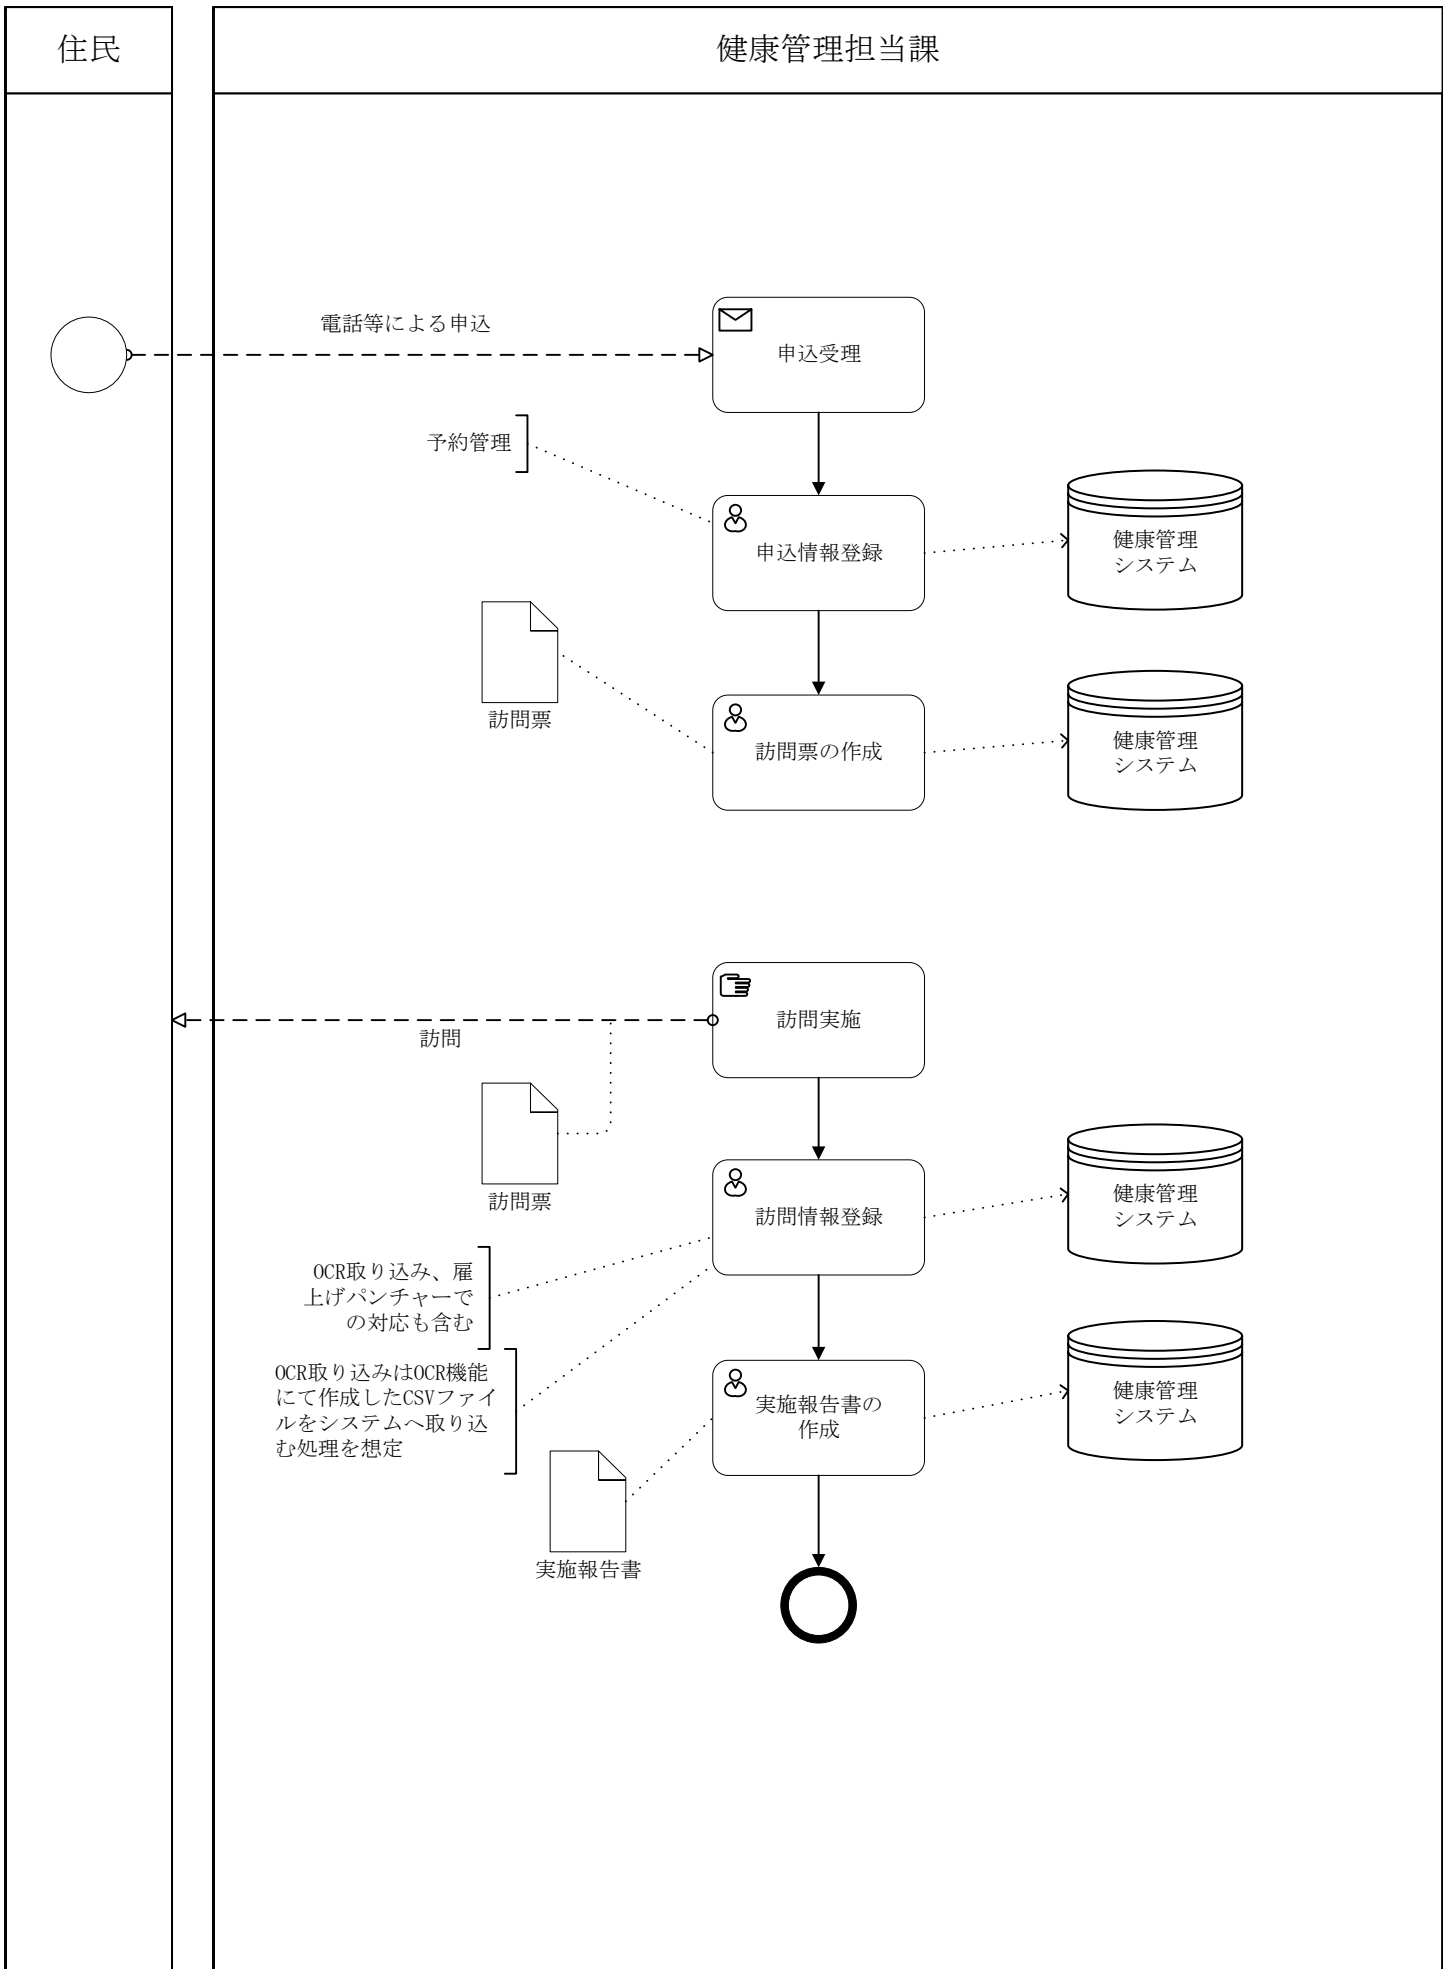 住民
健康管理担当課
電話等による申込
申込受理
予約管理
申込情報登録
健康管理
システム
訪問票
訪問票の作成
健康管理
システム
訪問実施
訪問
訪問票
訪問情報登録
健康管理
システム
OCR取り込み、雇
上げパンチャーで
の対応も含む
OCR取り込みはOCR機能
にて作成したCSVファイ
ルをシステムへ取り込
む処理を想定
実施報告書の
作成
健康管理
システム
実施報告書